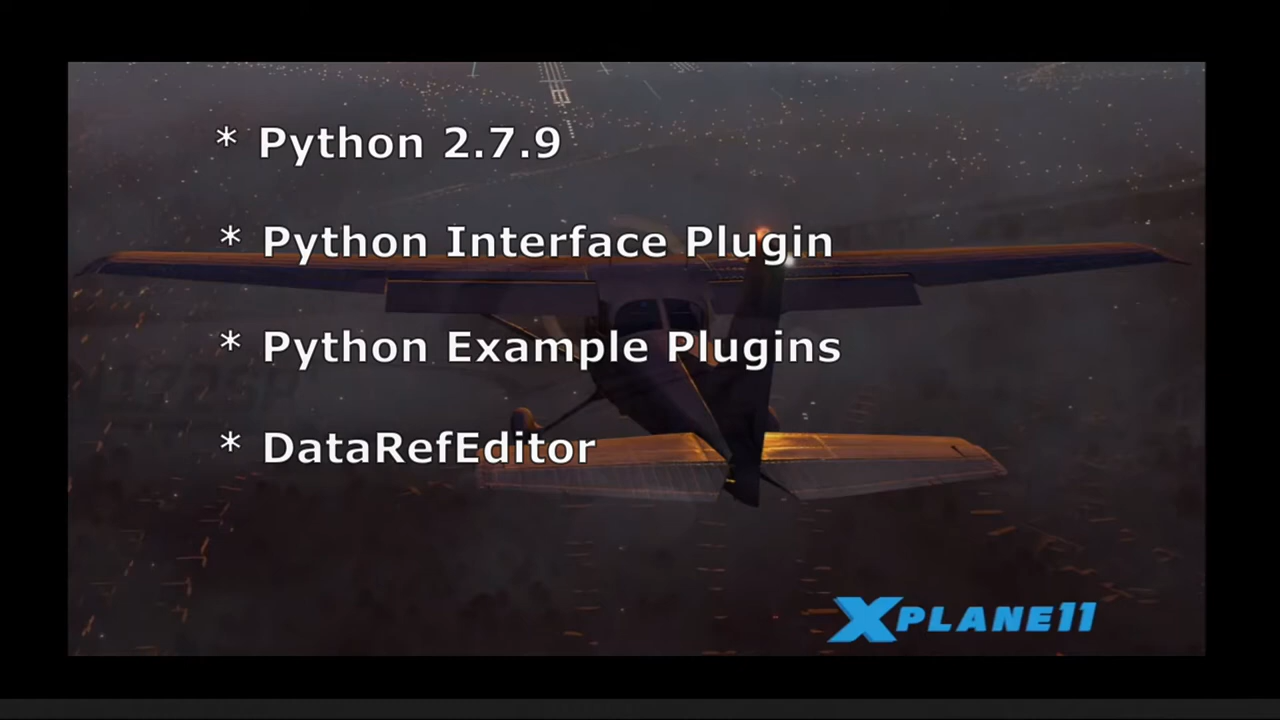 * Python 2.7.9
* Python Interface Plugin
* Python Example Plugins
* DataRefEditor
XPLANE11